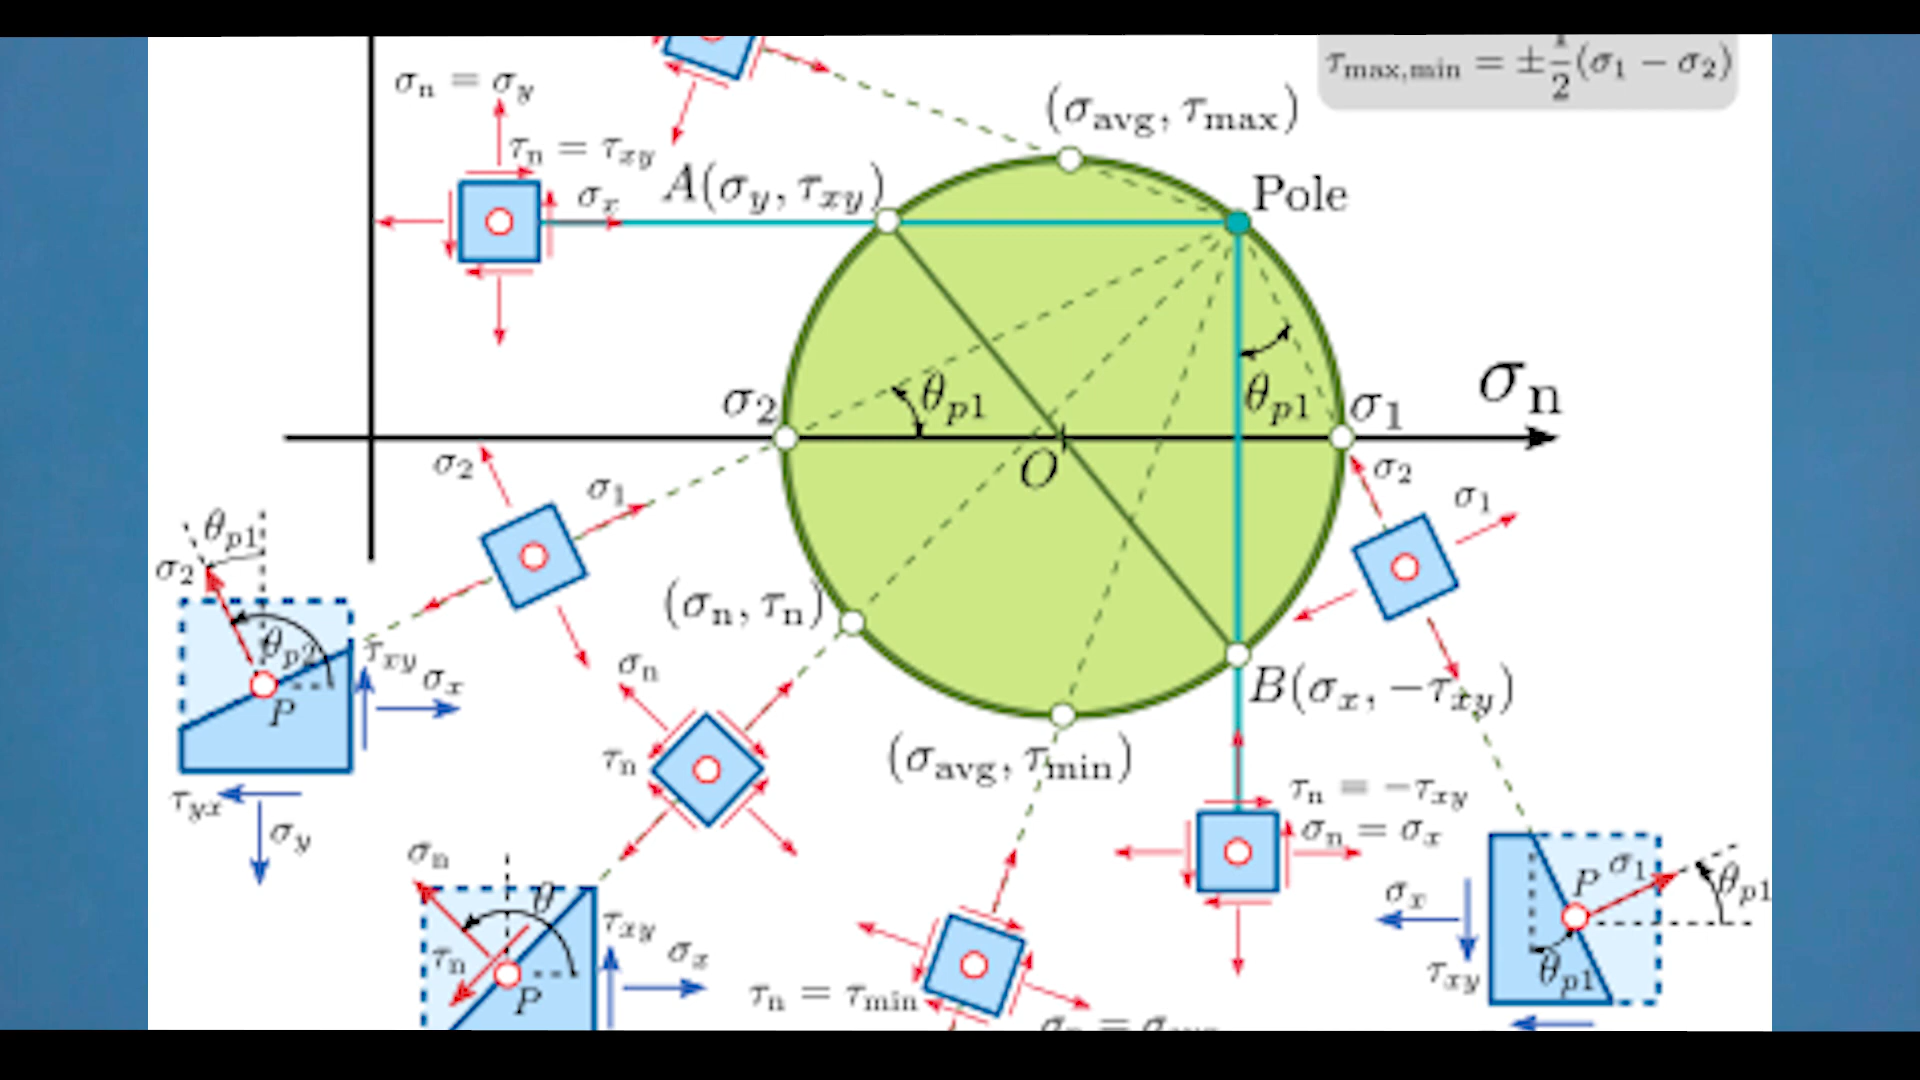 τmax,min = ±1/2(σ1 − σ2)
σn = σy
(σavg, τmax)
τn = τxy
A(σy, τxy)
Pole
σx
σn
σ2
θp1
θp1
σ1
O
σ2
σ1
σ2
σ1
θp1
σ2
(σn, τn)
θp2
τxy
σx
σn
B(σx, −τxy)
P
(σavg, τmin)
τn
τyx
τn = −τxy
σy
σn = σx
σn
θ
P
σ1
θp1
σx
τxy
σx
τn
P
τxy
θp1
τn = τmin